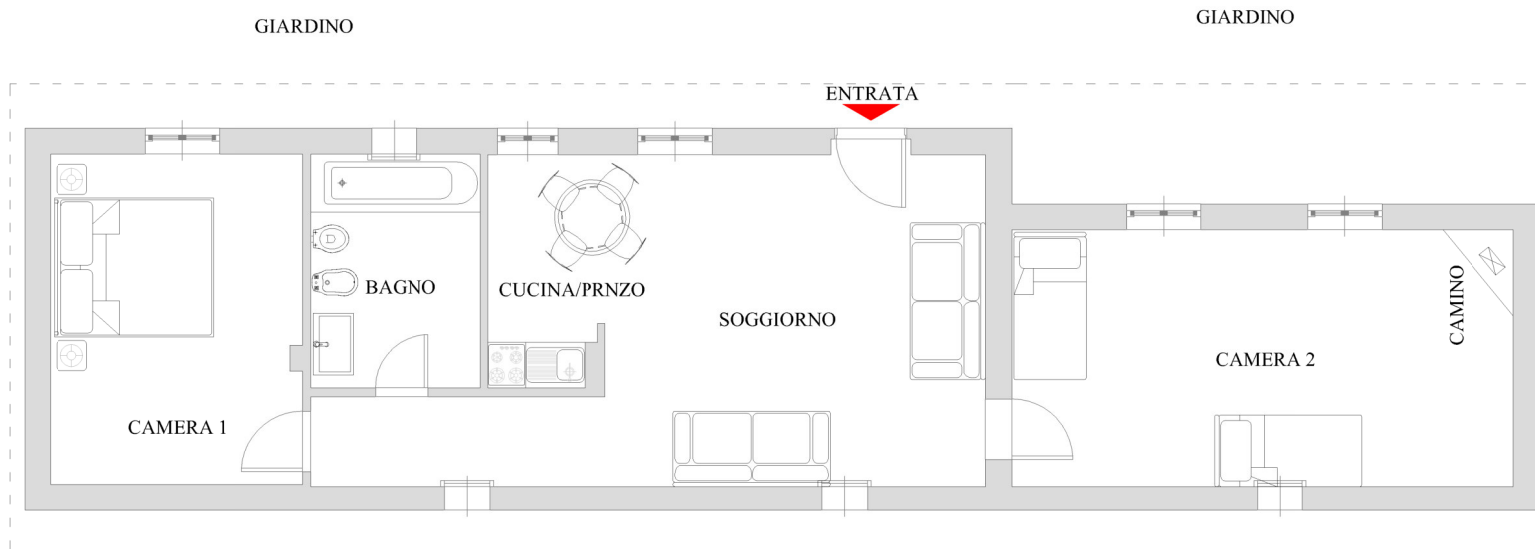 GIARDINO
GIARDINO
ENTRATA
BAGNO
CUCINA/PRNZO
SOGGIORNO
CAMINO
CAMERA 2
CAMERA 1